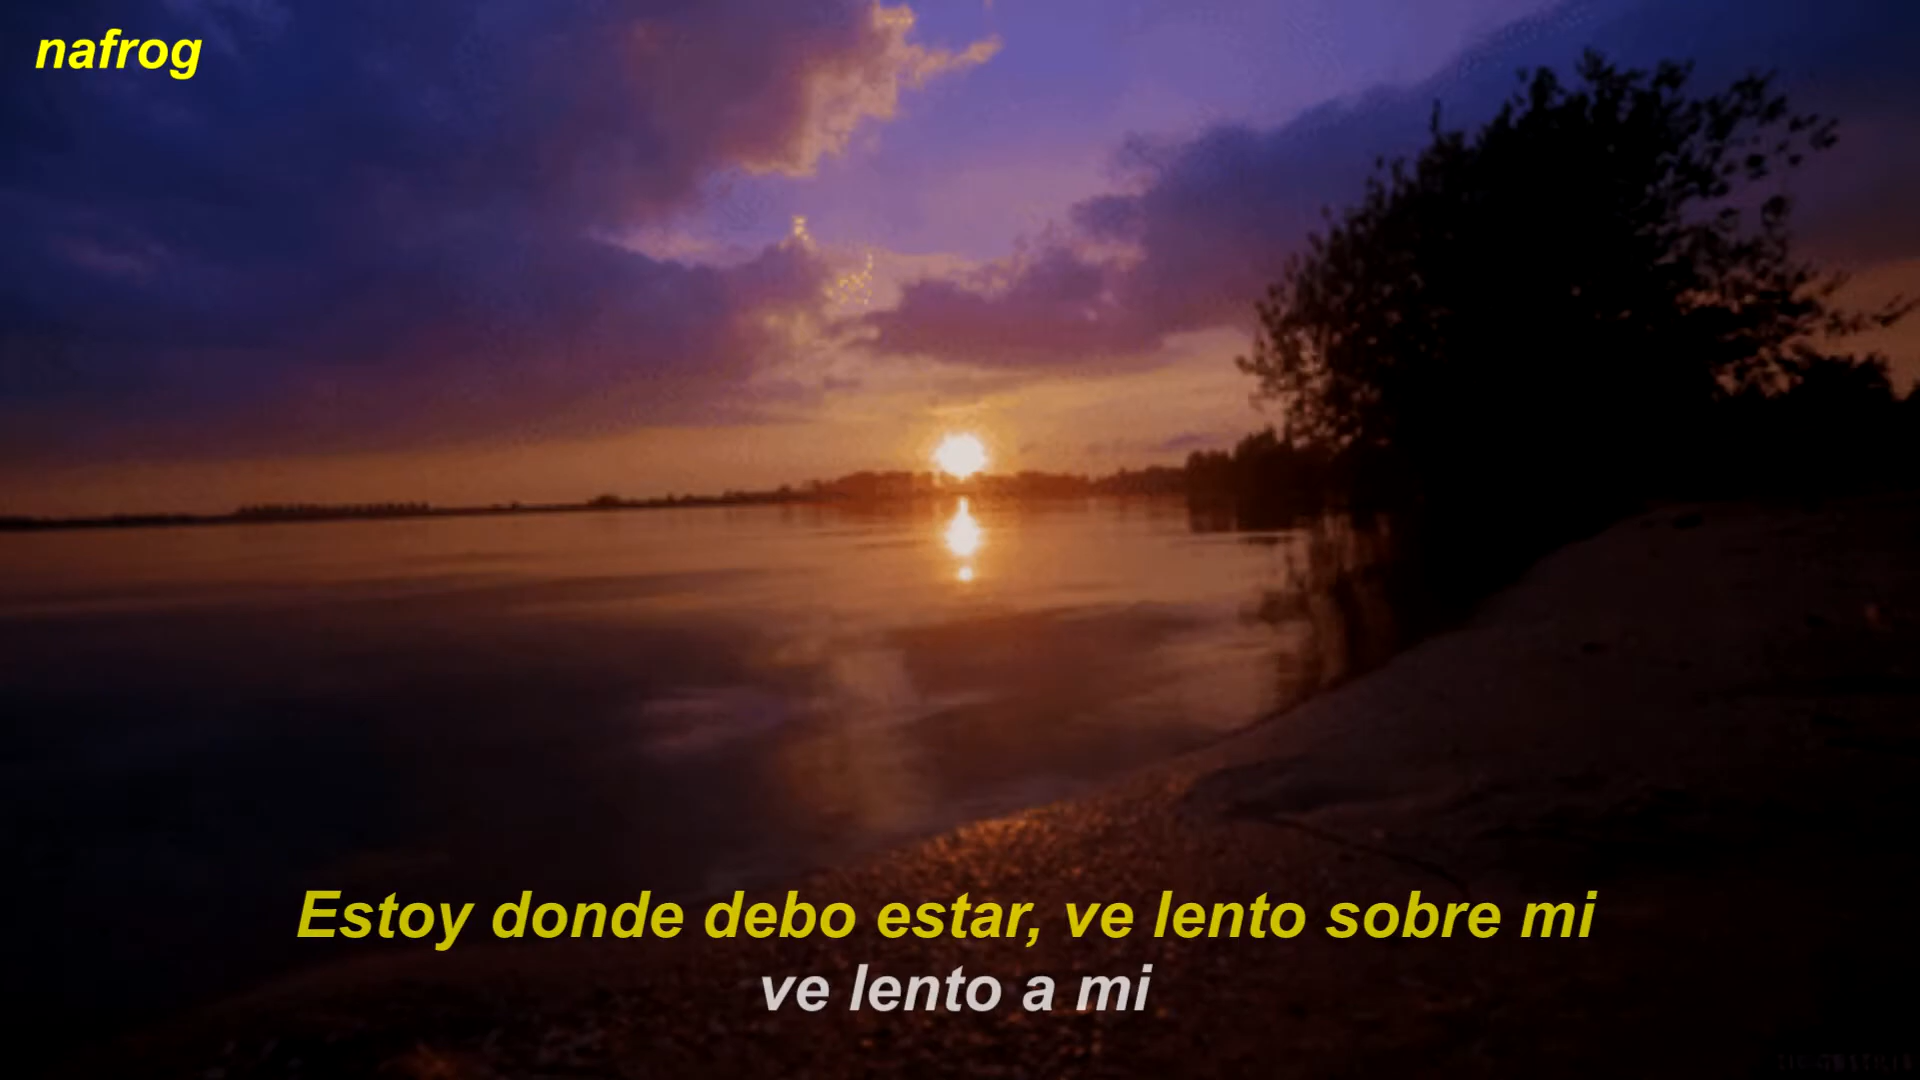 nafrog
Estoy donde debo estar, ve lento sobre mi
ve lento a mi